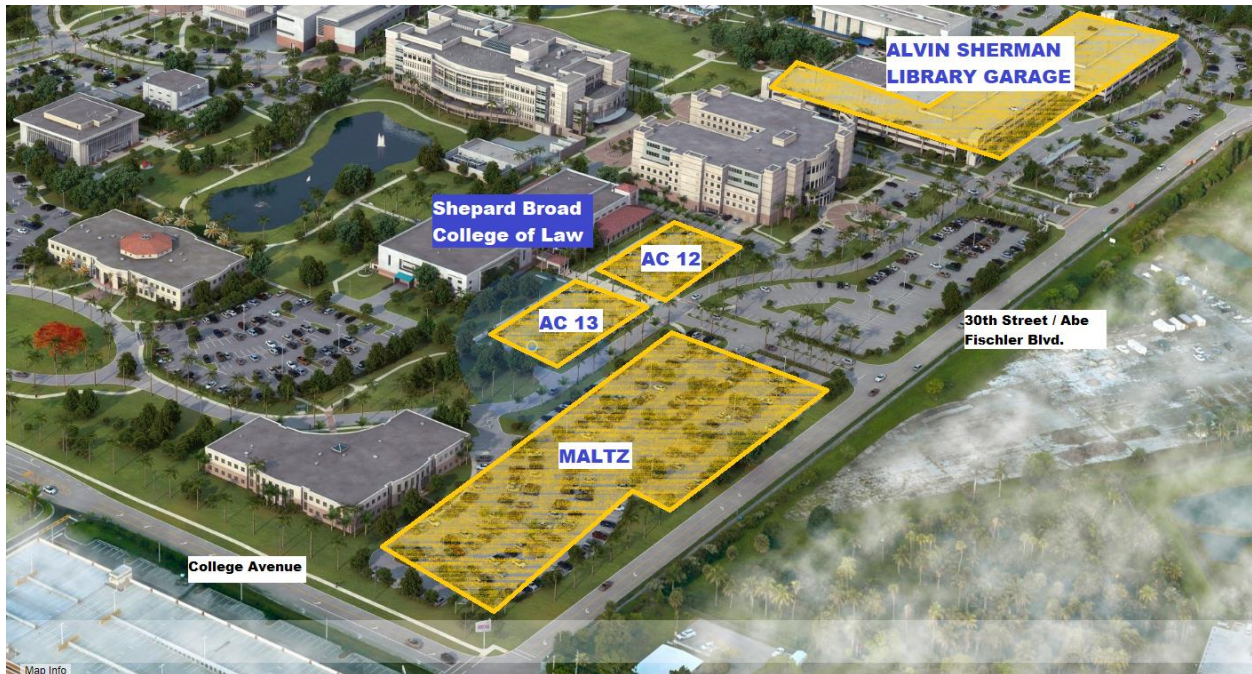 ALVIN SHERMAN
LIBRARY GARAGE
Shepard Broad
College of Law
AC 12
AC 13
30th Street / Abe
Fischler Blvd.
MALTZ
College Avenue
Map Info